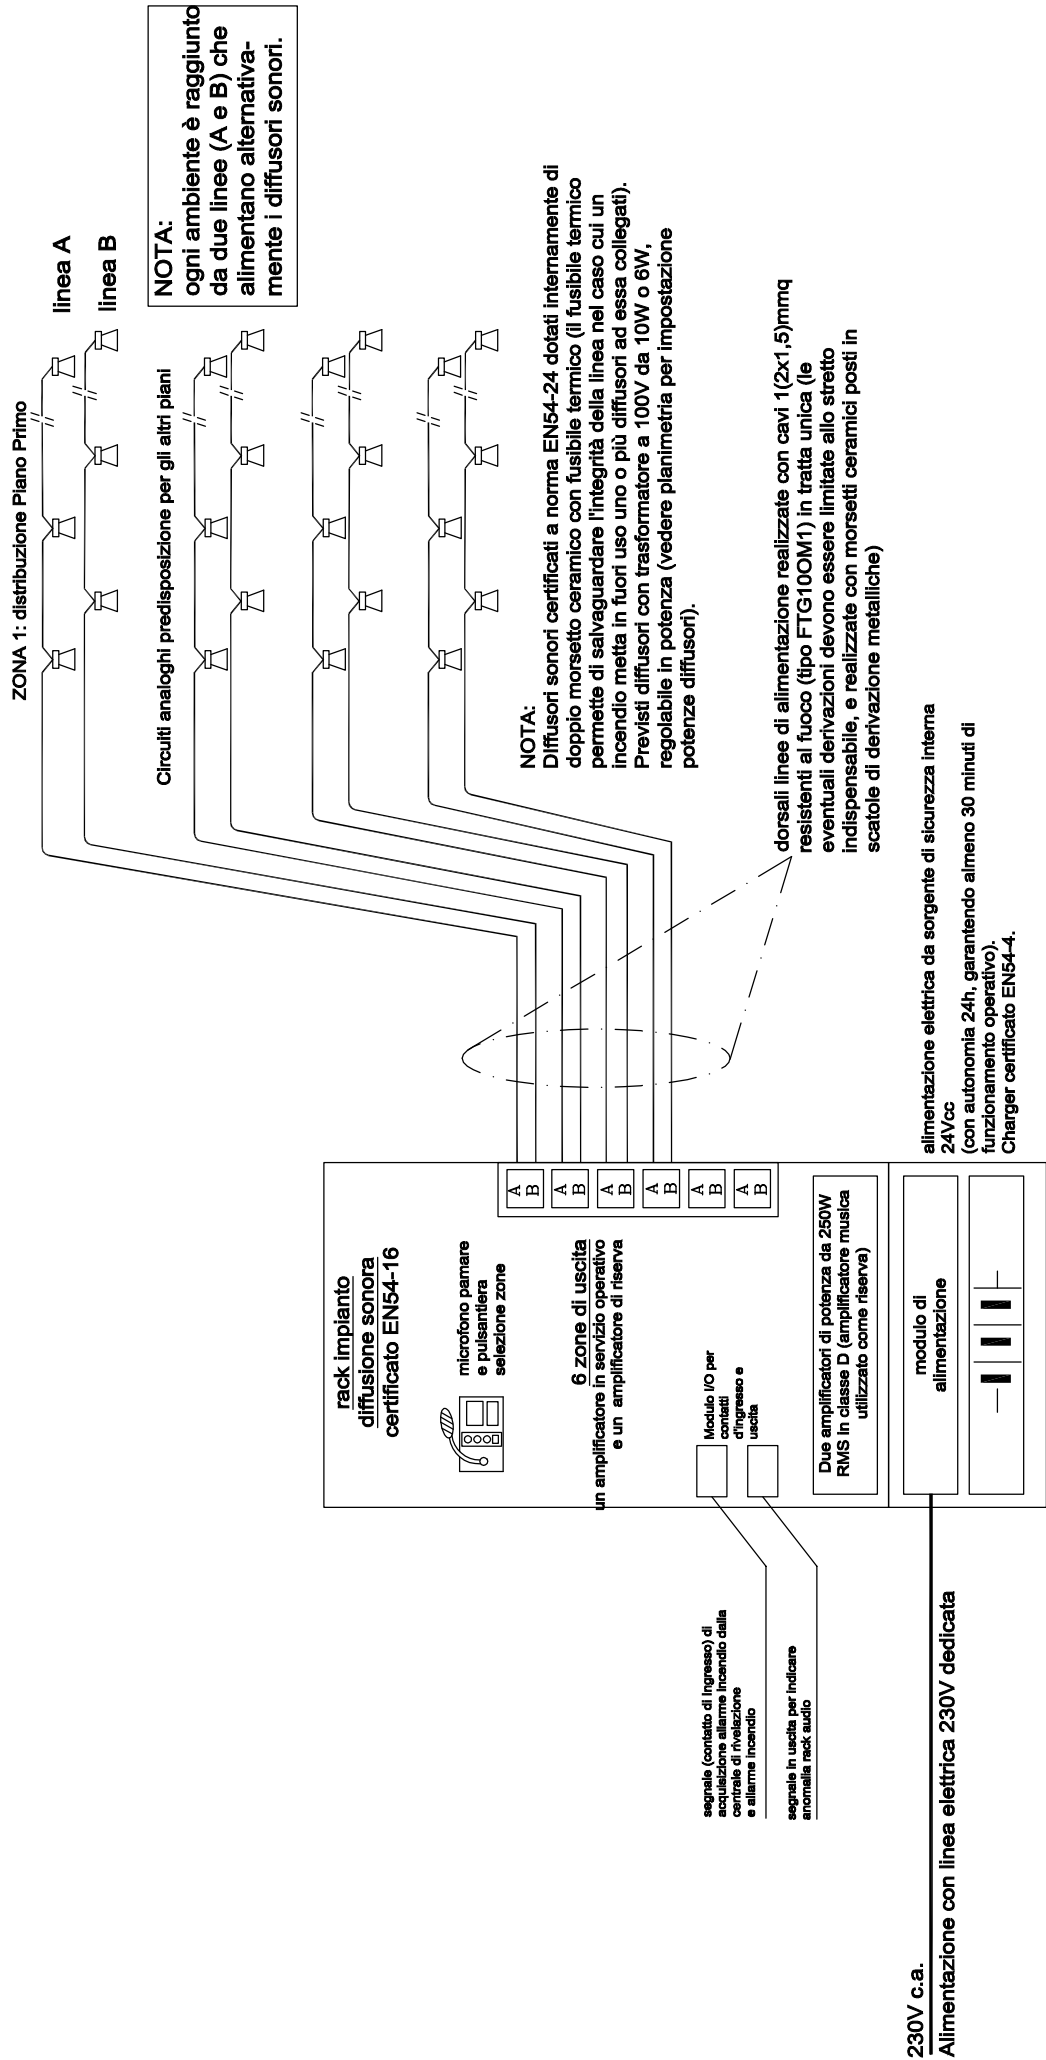 ZONA 1: distribuzione Piano Primo
linea A
linea B
NOTA:
ogni ambiente è raggiunto
da due linee (A e B) che
alimentano alternativa-
mente i diffusori sonori.
Circuiti analoghi predisposizione per gli altri piani
NOTA:
Diffusori sonori certificati a norma EN54-24 dotati internamente di
doppio morsetto ceramico con fusibile termico (il fusibile termico
permette di salvaguardare l'integrità della linea nel caso cui un
incendio metta in fuori uso uno o più diffusori ad essa collegati).
Previsti diffusori con trasformatore a 100V da 10W o 6W,
regolabile in potenza (vedere planimetria per impostazione
potenze diffusori).
dorsali linee di alimentazione realizzate con cavi 1(2x1,5)mmq
resistenti al fuoco (tipo FTG10OM1) in tratta unica (le
eventuali derivazioni devono essere limitate allo stretto
indispensabile, e realizzate con morsetti ceramici posti in
scatole di derivazione metalliche)
rack impianto
diffusione sonora
certificato EN54-16
microfono pamare
e pulsantiera
selezione zone
6 zone di uscita
un amplificatore in servizio operativo
e un amplificatore di riserva
A
B
A
B
A
B
A
B
A
B
A
B
Modulo I/O per
contatti
d'ingresso e
uscita
Due amplificatori di potenza da 250W
RMS in classe D (amplificatore musica
utilizzato come riserva)
modulo di
alimentazione
alimentazione elettrica da sorgente di sicurezza interna
24Vcc
(con autonomia 24h, garantendo almeno 30 minuti di
funzionamento operativo).
Charger certificato EN54-4.
segnale (contatto di ingresso) di
acquisizione allarme incendio dalla
centrale di rivelazione
e allarme incendio
segnale in uscita per indicare
anomalia rack audio
230V c.a.
Alimentazione con linea elettrica 230V dedicata